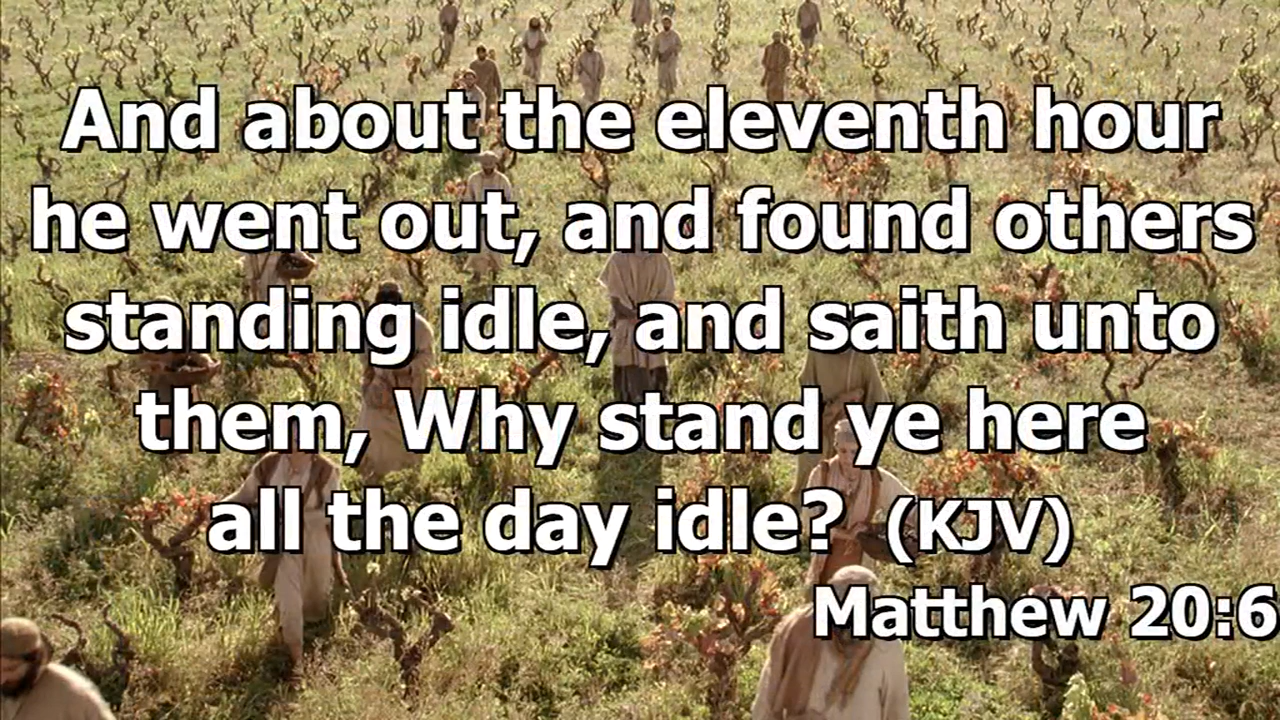 And about the eleventh hour
he went out, and found others
standing idle, and saith unto
them, Why stand ye here
all the day idle? (KJV)
Matthew 20:6